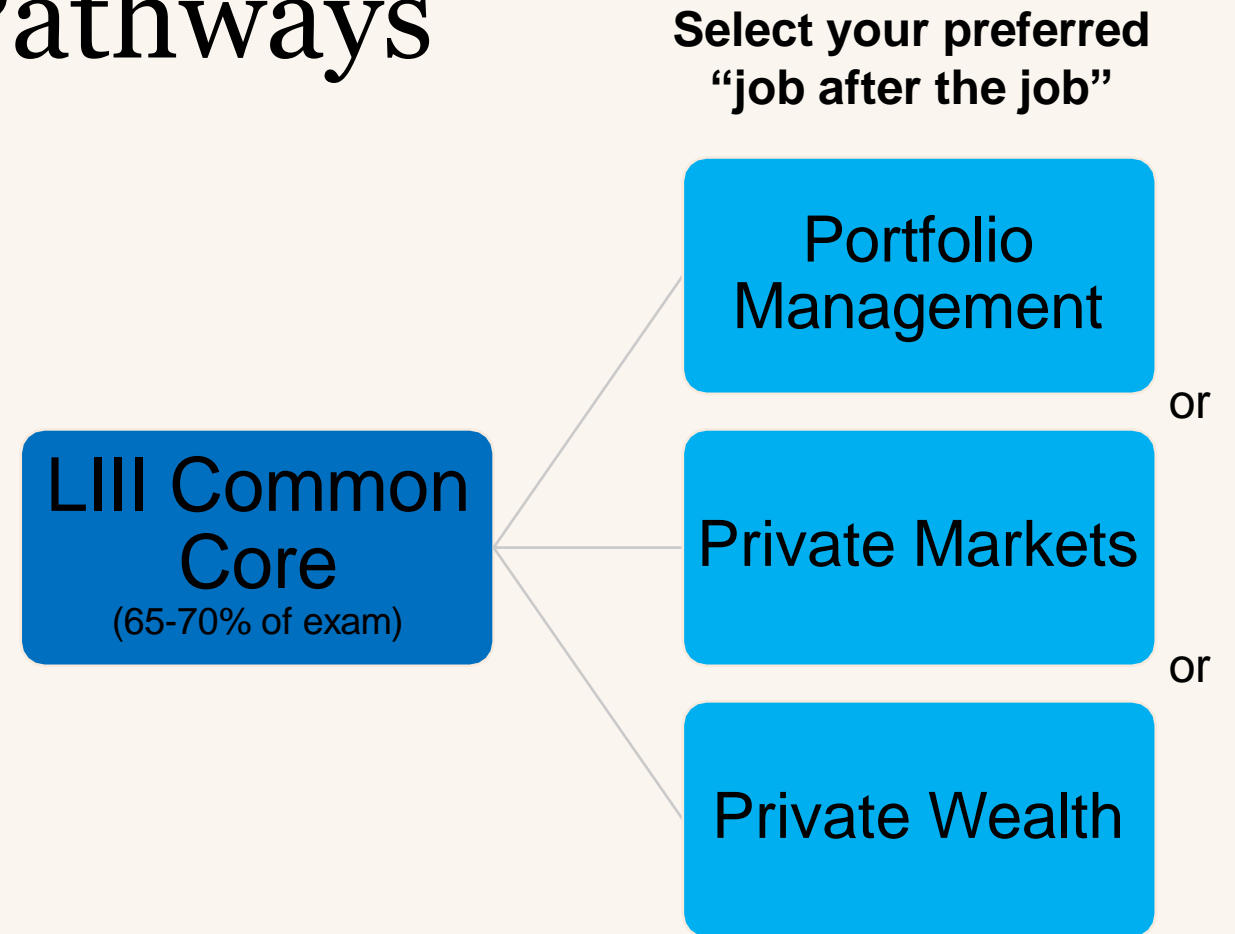 Pathways
Select your preferred
“job after the job”
Portfolio
Management
or
LIII Common
Core
(65-70% of exam)
Private Markets
or
Private Wealth